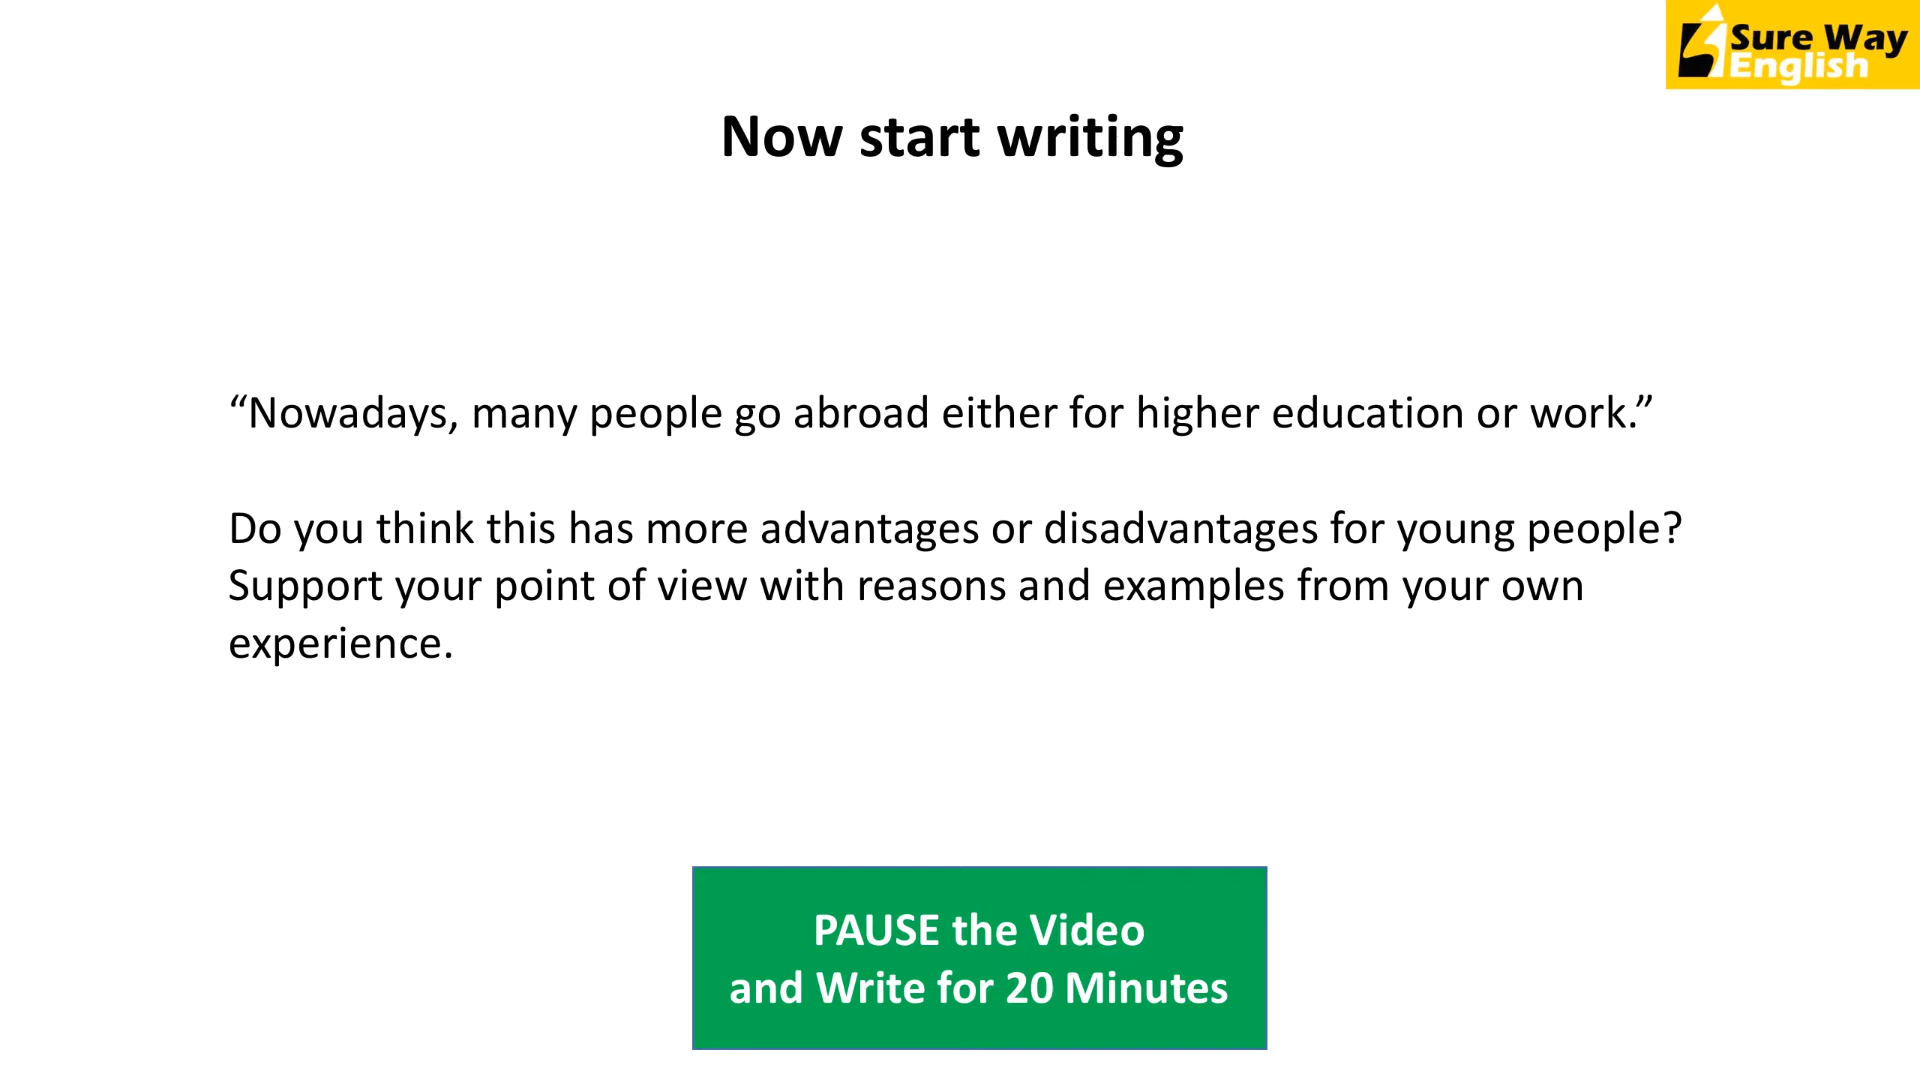 Sure Way
English
Now start writing
“Nowadays, many people go abroad either for higher education or work.”
Do you think this has more advantages or disadvantages for young people?
Support your point of view with reasons and examples from your own
experience.
PAUSE the Video
and Write for 20 Minutes